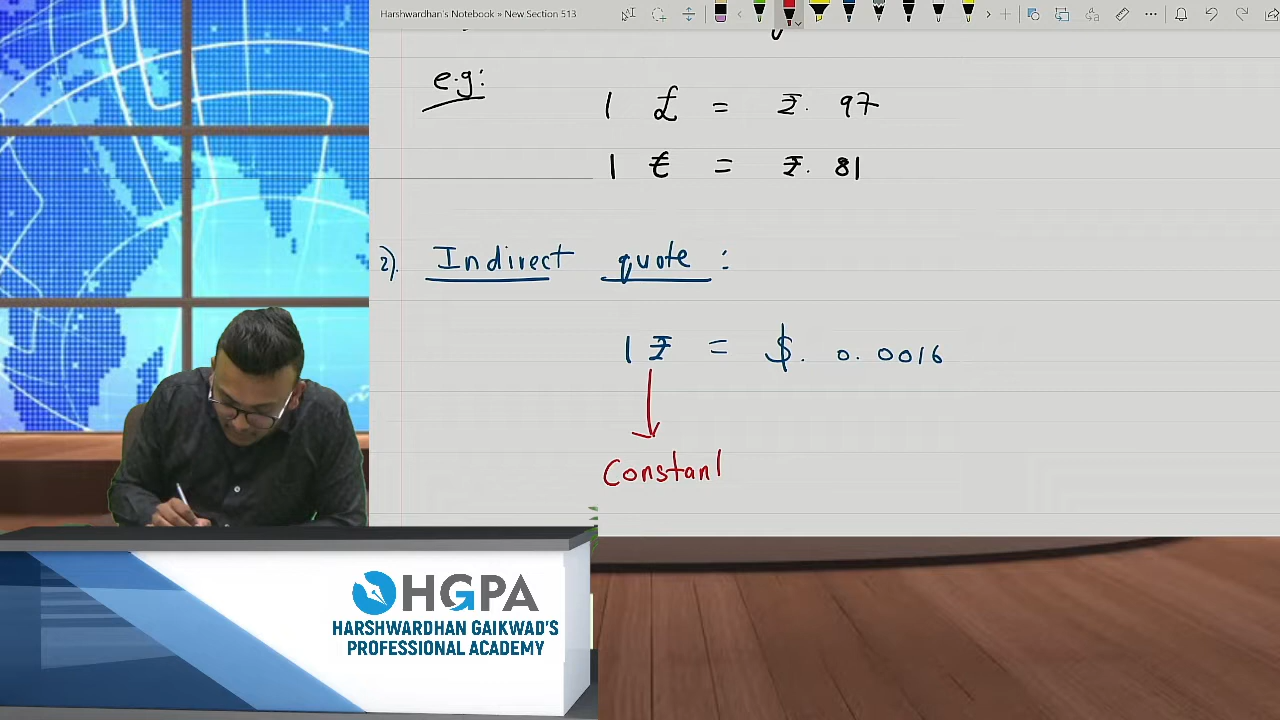 Harshwardhan's Notebook » New Section 513
e.g:
1 £ = ₹. 97
1 € = ₹. 81
2). Indirect quote :
1 ₹ = $. 0.0016
Constant
HGPA
HARSHWARDHAN GAIKWAD'S
PROFESSIONAL ACADEMY